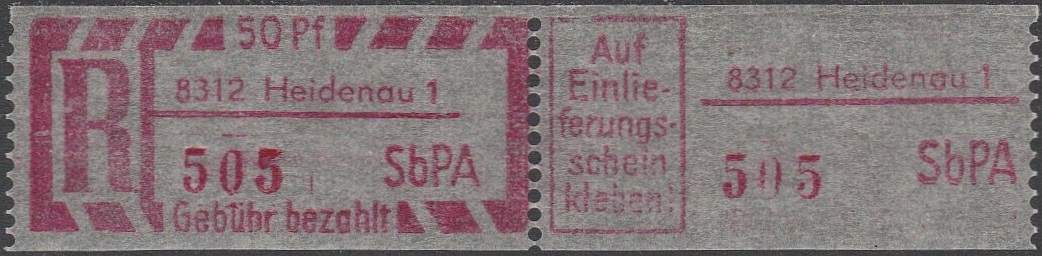 50 Pf
R
8312 Heidenau 1
505 SbPA
Gebühr bezahlt
Auf
Einlie-
ferungs-
schein
kleben!
8312 Heidenau 1
505 SbPA